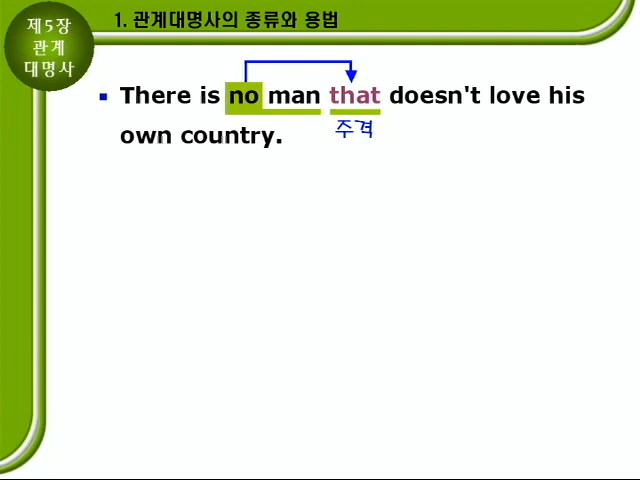 제5장
관계
대명사
1. 관계대명사의 종류와 용법
There is no man that doesn't love his
주격
own country.